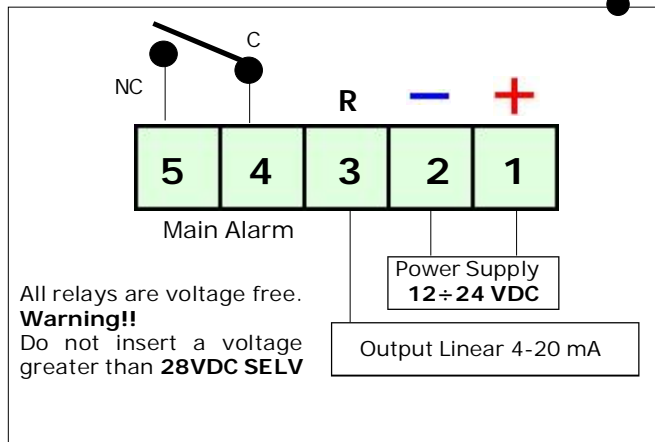 C
NC
R − +
5 4 3 2 1
Main Alarm
Power Supply
12÷24 VDC
All relays are voltage free.
Warning!!
Do not insert a voltage
greater than 28VDC SELV
Output Linear 4-20 mA